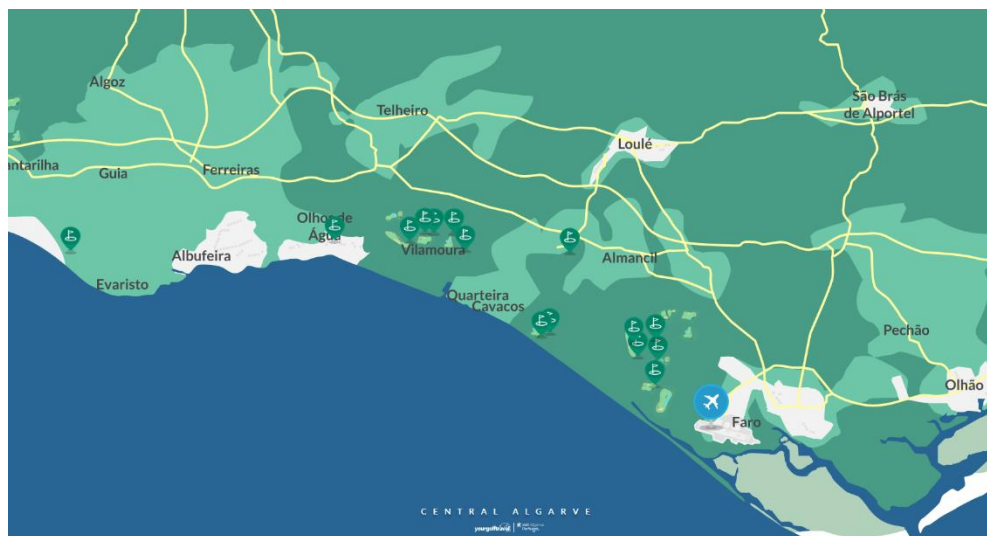 Algoz
São Brás
de Alportel
Telheiro
Loulé
antarilha
Guia
Ferreiras
Olhos de
Água
Vilamoura
Albufeira
Almancil
Evaristo
Quarteira
Cavacos
Pechão
Olhão
Faro
CENTRAL ALGARVE
yourgolftravel